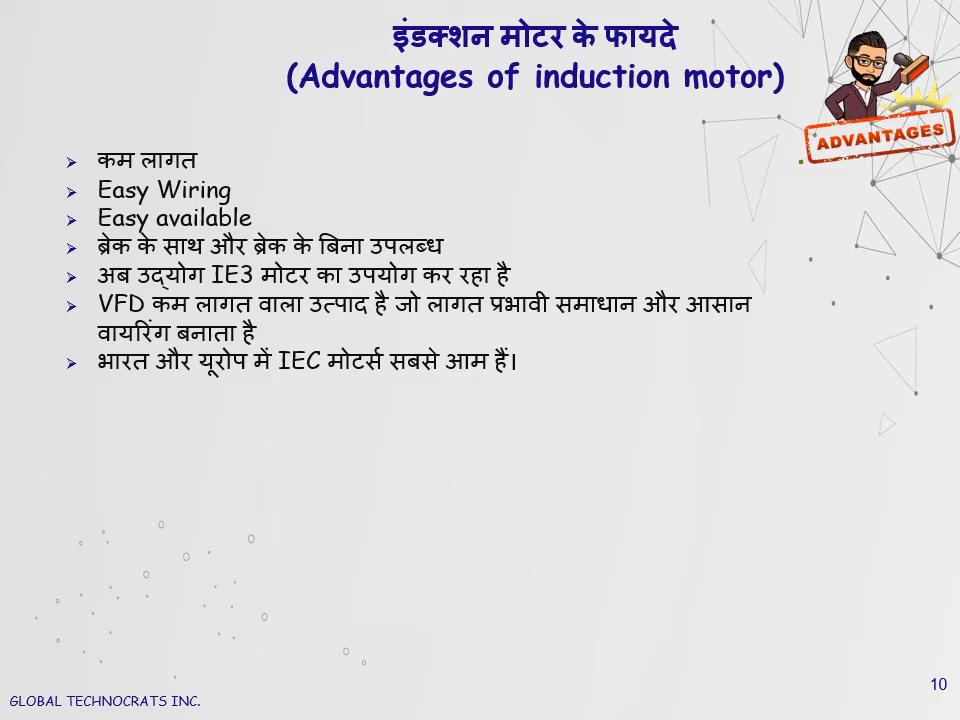 इंडक्शन मोटर के फायदे
(Advantages of induction motor)
ADVANTAGES
कम लागत
Easy Wiring
Easy available
ब्रेक के साथ और ब्रेक के बिना उपलब्ध
अब उद्‌योग IE3 मोटर का उपयोग कर रहा है
VFD कम लागत वाला उत्पाद है जो लागत प्रभावी समाधान और आसान
वायरिंग बनाता है
भारत और यूरोप में IEC मोटर्स सबसे आम हैं।
10
GLOBAL TECHNOCRATS INC.